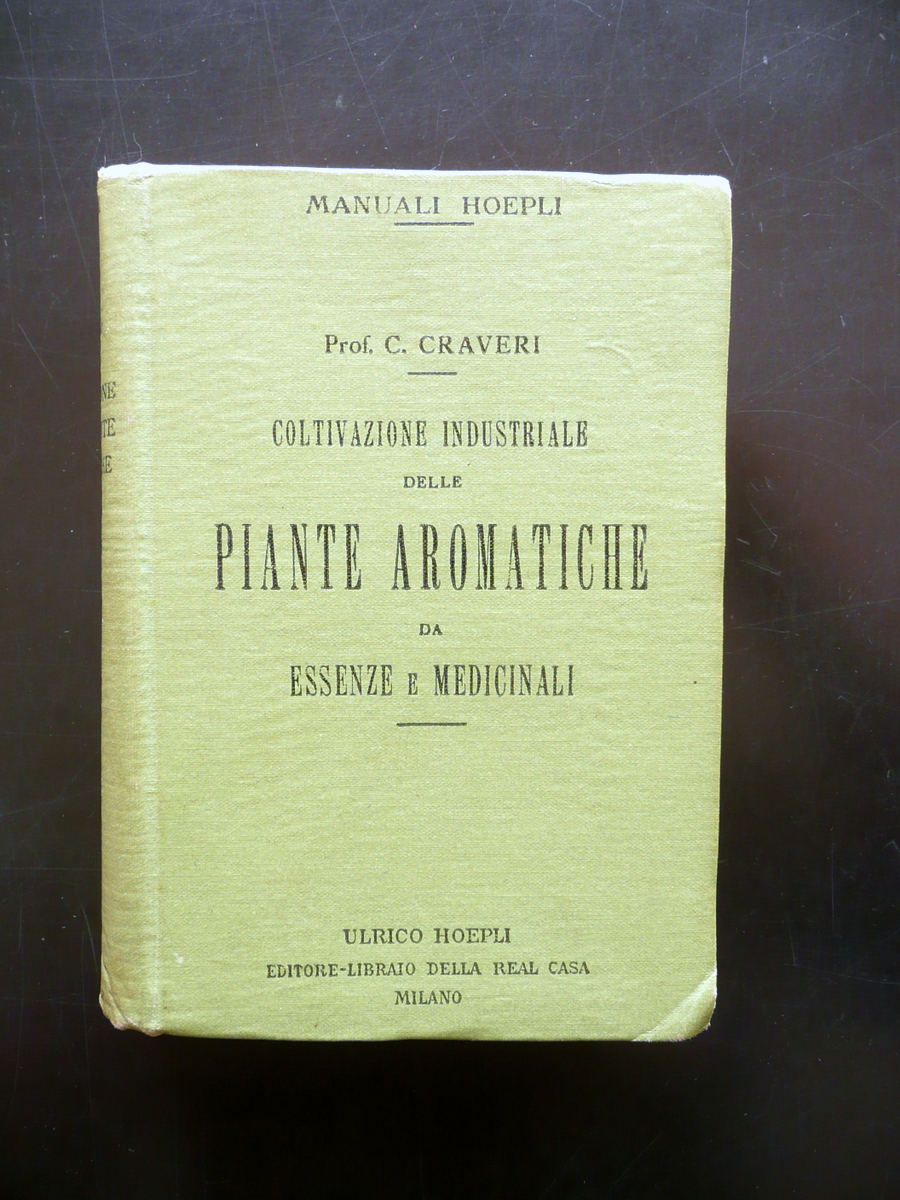 MANUALI HOEPLI
Prof. C. CRAVERI
COLTIVAZIONE INDUSTRIALE
DELLE
PIANTE AROMATICHE
DA
ESSENZE E MEDICINALI
ULRICO HOEPLI
EDITORE-LIBRAIO DELLA REAL CASA
MILANO